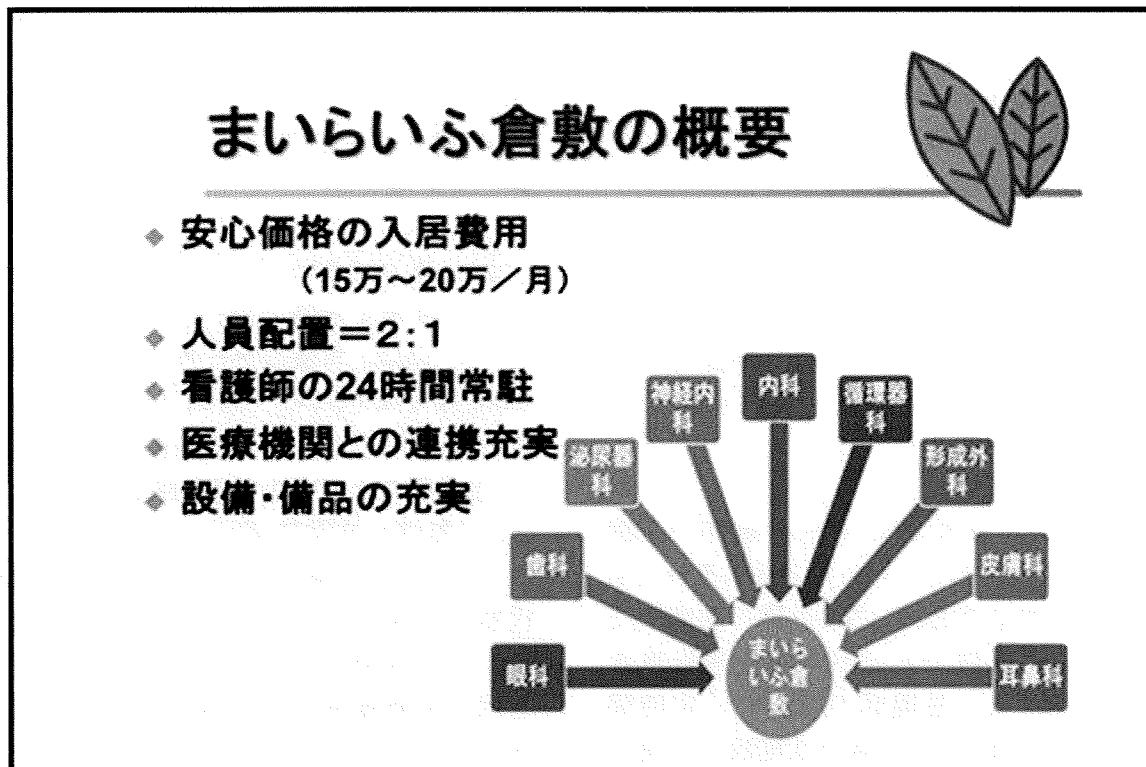 まいらいふ倉敷の概要
安心価格の入居費用
（15万～20万／月）
人員配置＝2：1
看護師の24時間常駐
医療機関との連携充実
設備・備品の充実
眼科
歯科
泌尿器
科
神経内
科
内科
循環器
科
形成外
科
皮膚科
耳鼻科
まいら
いふ倉
敷